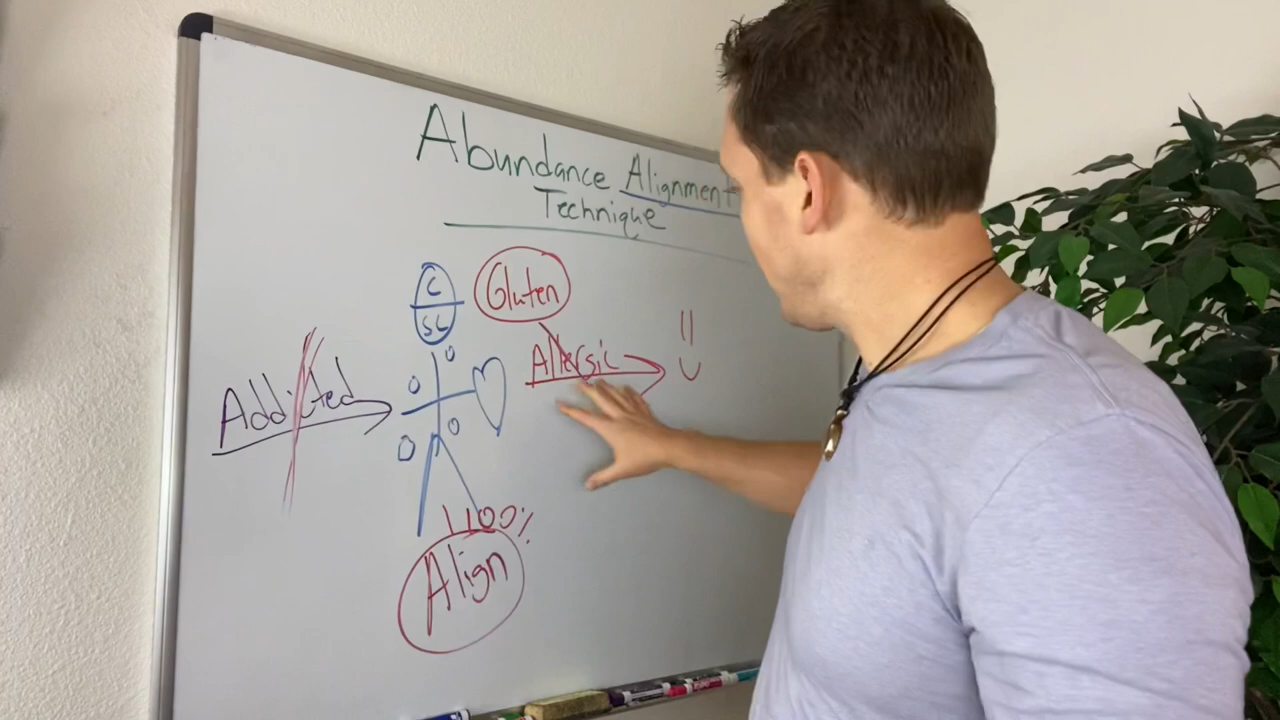 Abundance Alignment
Technique
C
SC
Gluten
Allergic
Addicted
100%
Align